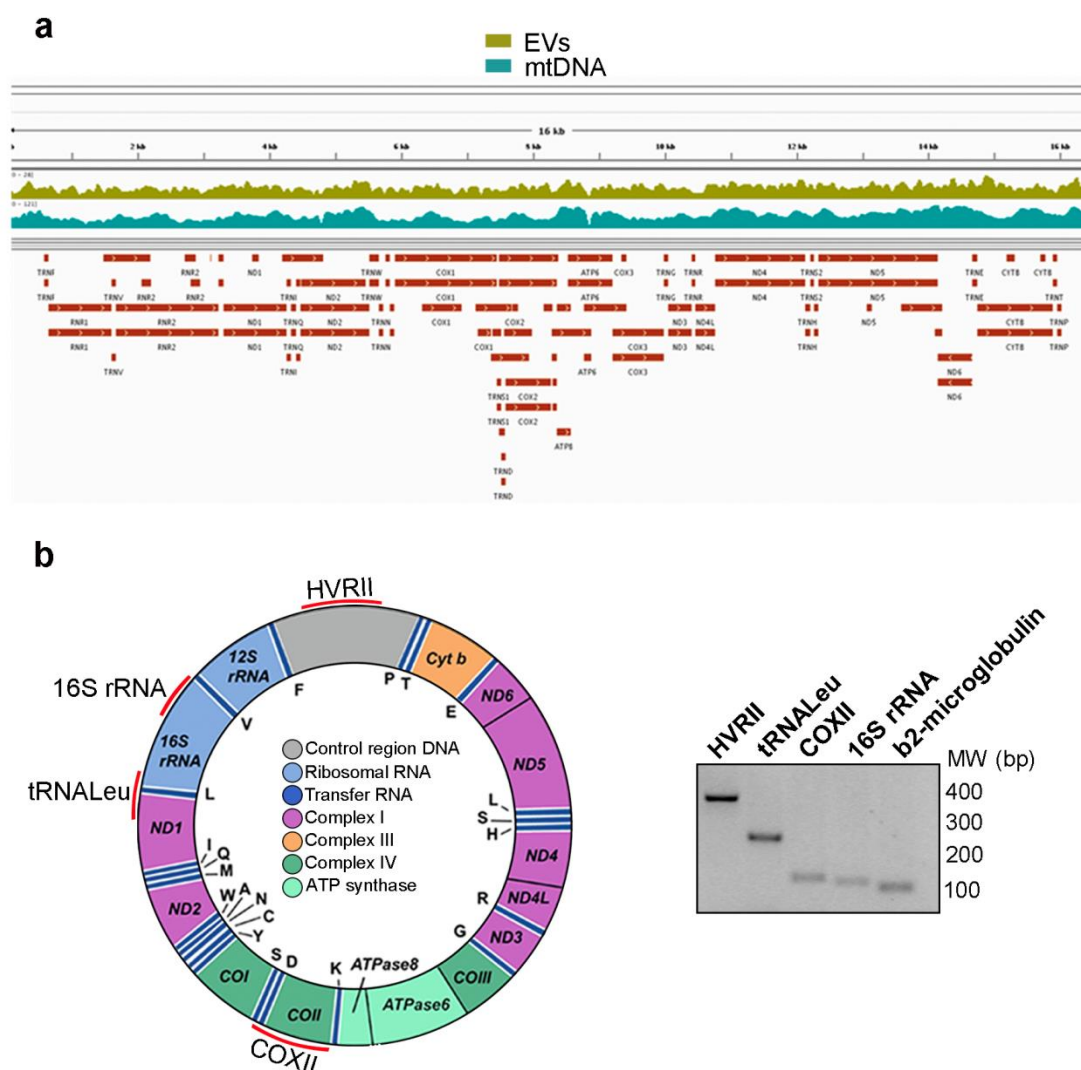 a
EVs
mtDNA
16 kb
2 kb 4 kb 6 kb 8 kb 10 kb 12 kb 14 kb 16 kb
TRNF RNR2 ND1 TRNW COX1 ATP6 COX3 TRNG TRNR ND4 TRNS2 ND5 TRNE CYTB CYTB
TRNF TRNV RNR2 RNR2 TRNI ND2 TRNW COX1 ATP6 TRNG TRNR ND4 TRNS2 ND5 TRNE TRNT
RNR1 RNR2 ND1 TRNQ ND2 TRNN COX1 COX2 ND3 ND4L TRNH ND5 CYTB TRNP
RNR1 RNR2 ND1 TRNQ ND2 TRNN COX1 COX2 COX3 ND3 ND4L TRNH CYTB TRNP
TRNV TRNI ATP6 COX3 ND6
TRNS1 COX2 ND6
TRNS1 COX2
ATP8
TRND
TRND
b
HVRII
16S rRNA
tRNALeu
COXII
12S
rRNA
16S
rRNA
ND1
ND2
COI
COII
ATPase8
ATPase6
COIII
ND3
ND4L
ND4
ND5
ND6
Cyt b
F
V
L
I
Q
M
W
A
N
C
Y
S
D
K
G
R
H
S
L
E
T
P
Control region DNA
Ribosomal RNA
Transfer RNA
Complex I
Complex III
Complex IV
ATP synthase
HVRII
tRNALeu
COXII
16S rRNA
b2-microglobulin
MW (bp)
400
300
200
100